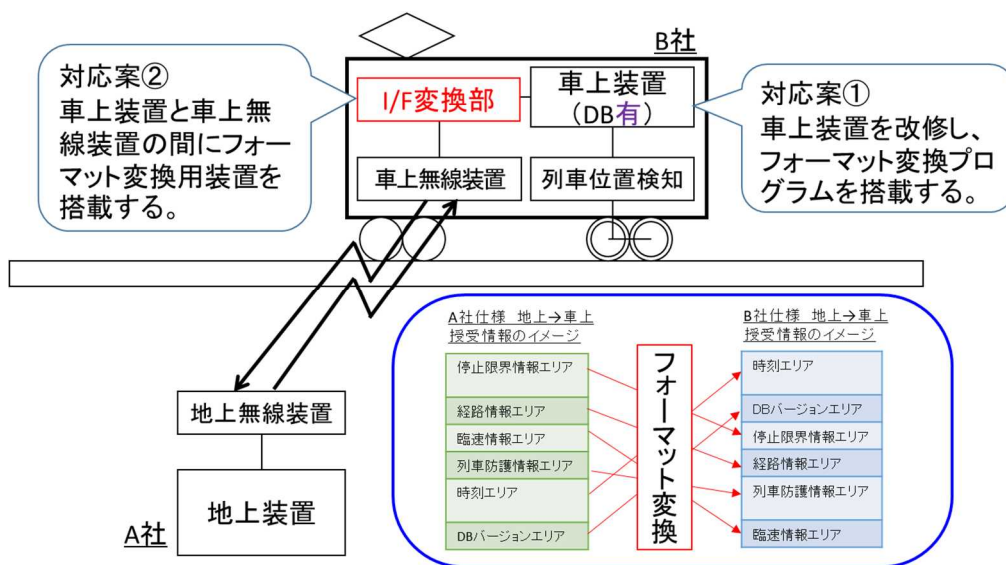 対応案②
車上装置と車上無
線装置の間にフォー
マット変換用装置を
搭載する。
B社
I/F変換部
車上装置
（DB有）
車上無線装置
列車位置検知
対応案①
車上装置を改修し、
フォーマット変換プロ
グラムを搭載する。
地上無線装置
地上装置
A社
A社仕様 地上→車上
授受情報のイメージ
停止限界情報エリア
経路情報エリア
臨速情報エリア
列車防護情報エリア
時刻エリア
DBバージョンエリア
フォーマット変換
B社仕様 地上→車上
授受情報のイメージ
時刻エリア
DBバージョンエリア
停止限界情報エリア
経路情報エリア
列車防護情報エリア
臨速情報エリア